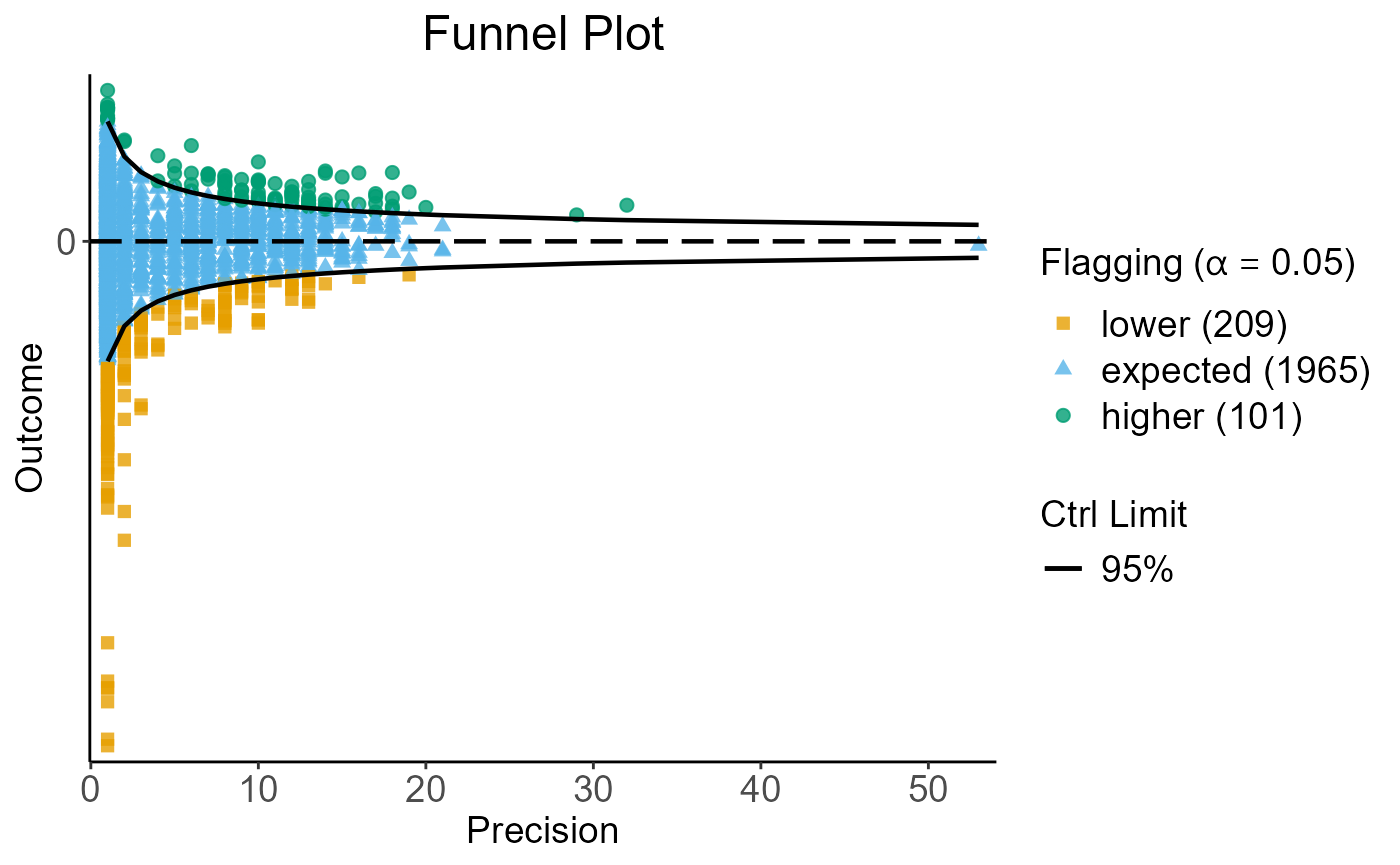 Funnel Plot
0
Outcome
0 10 20 30 40 50
Precision
Flagging (α = 0.05)
lower (209)
expected (1965)
higher (101)
Ctrl Limit
95%